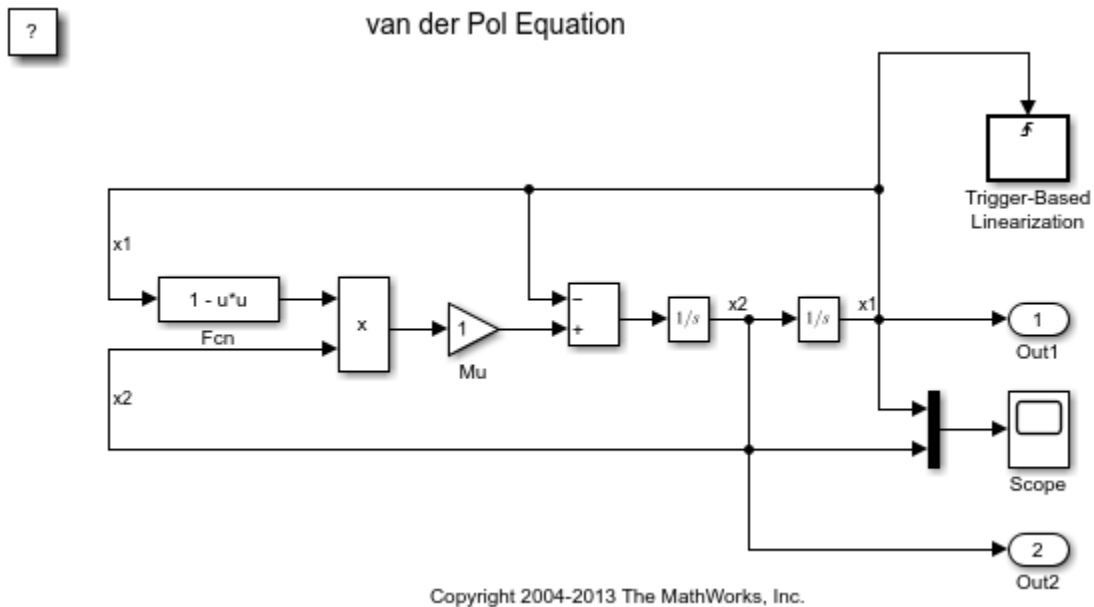 ?
van der Pol Equation
Trigger-Based
Linearization
x1
1 - u*u
Fcn
x
1
Mu
−
+
1/s
x2
1/s
x1
1
Out1
x2
Scope
2
Out2
Copyright 2004-2013 The MathWorks, Inc.